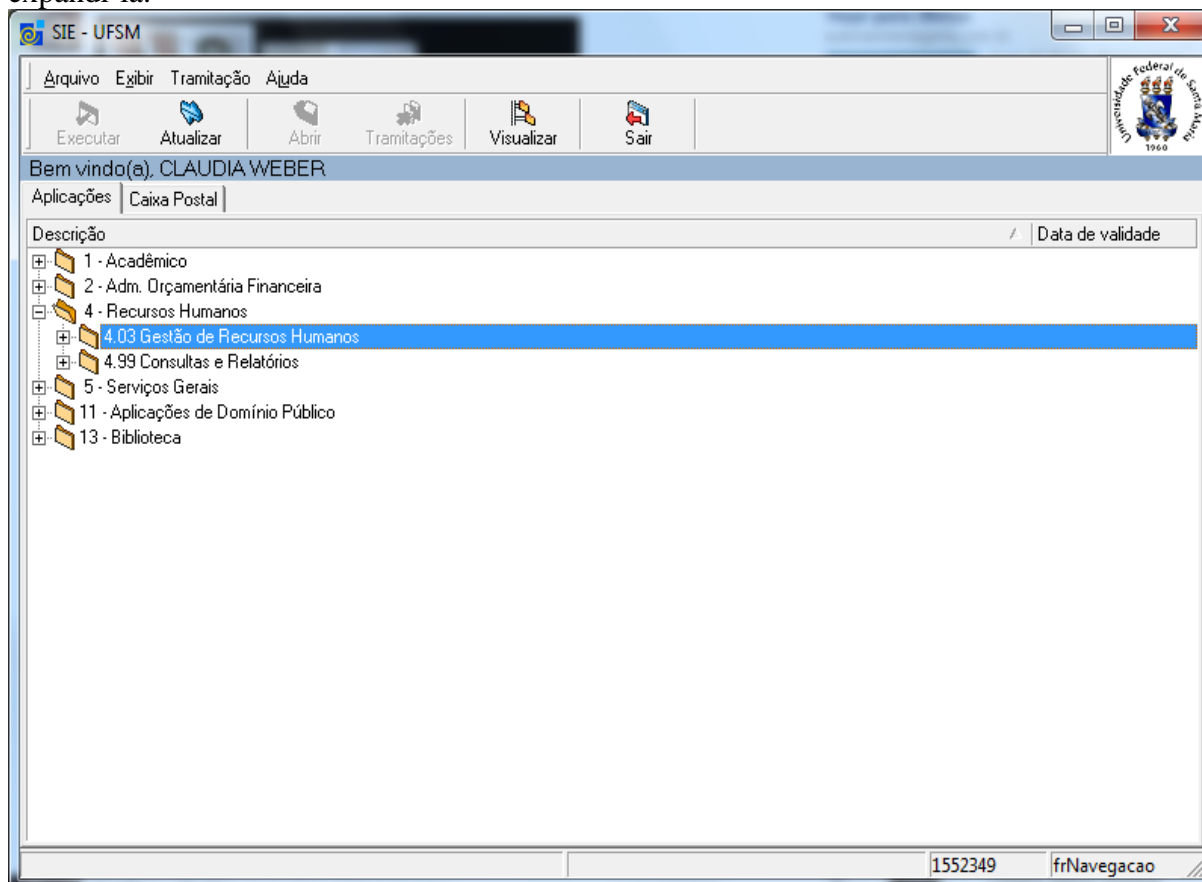 expandi-la.
SIE - UFSM
Arquivo Exibir Tramitação Ajuda
Executar Atualizar Abrir Tramitações Visualizar Sair
Universidade Federal de Santa Maria
1960
Bem vindo(a), CLAUDIA WEBER
Aplicações Caixa Postal
Descrição Data de validade
1 - Acadêmico
2 - Adm. Orçamentária Financeira
4 - Recursos Humanos
4.03 Gestão de Recursos Humanos
4.99 Consultas e Relatórios
5 - Serviços Gerais
11 - Aplicações de Domínio Público
13 - Biblioteca
1552349 frNavegacao